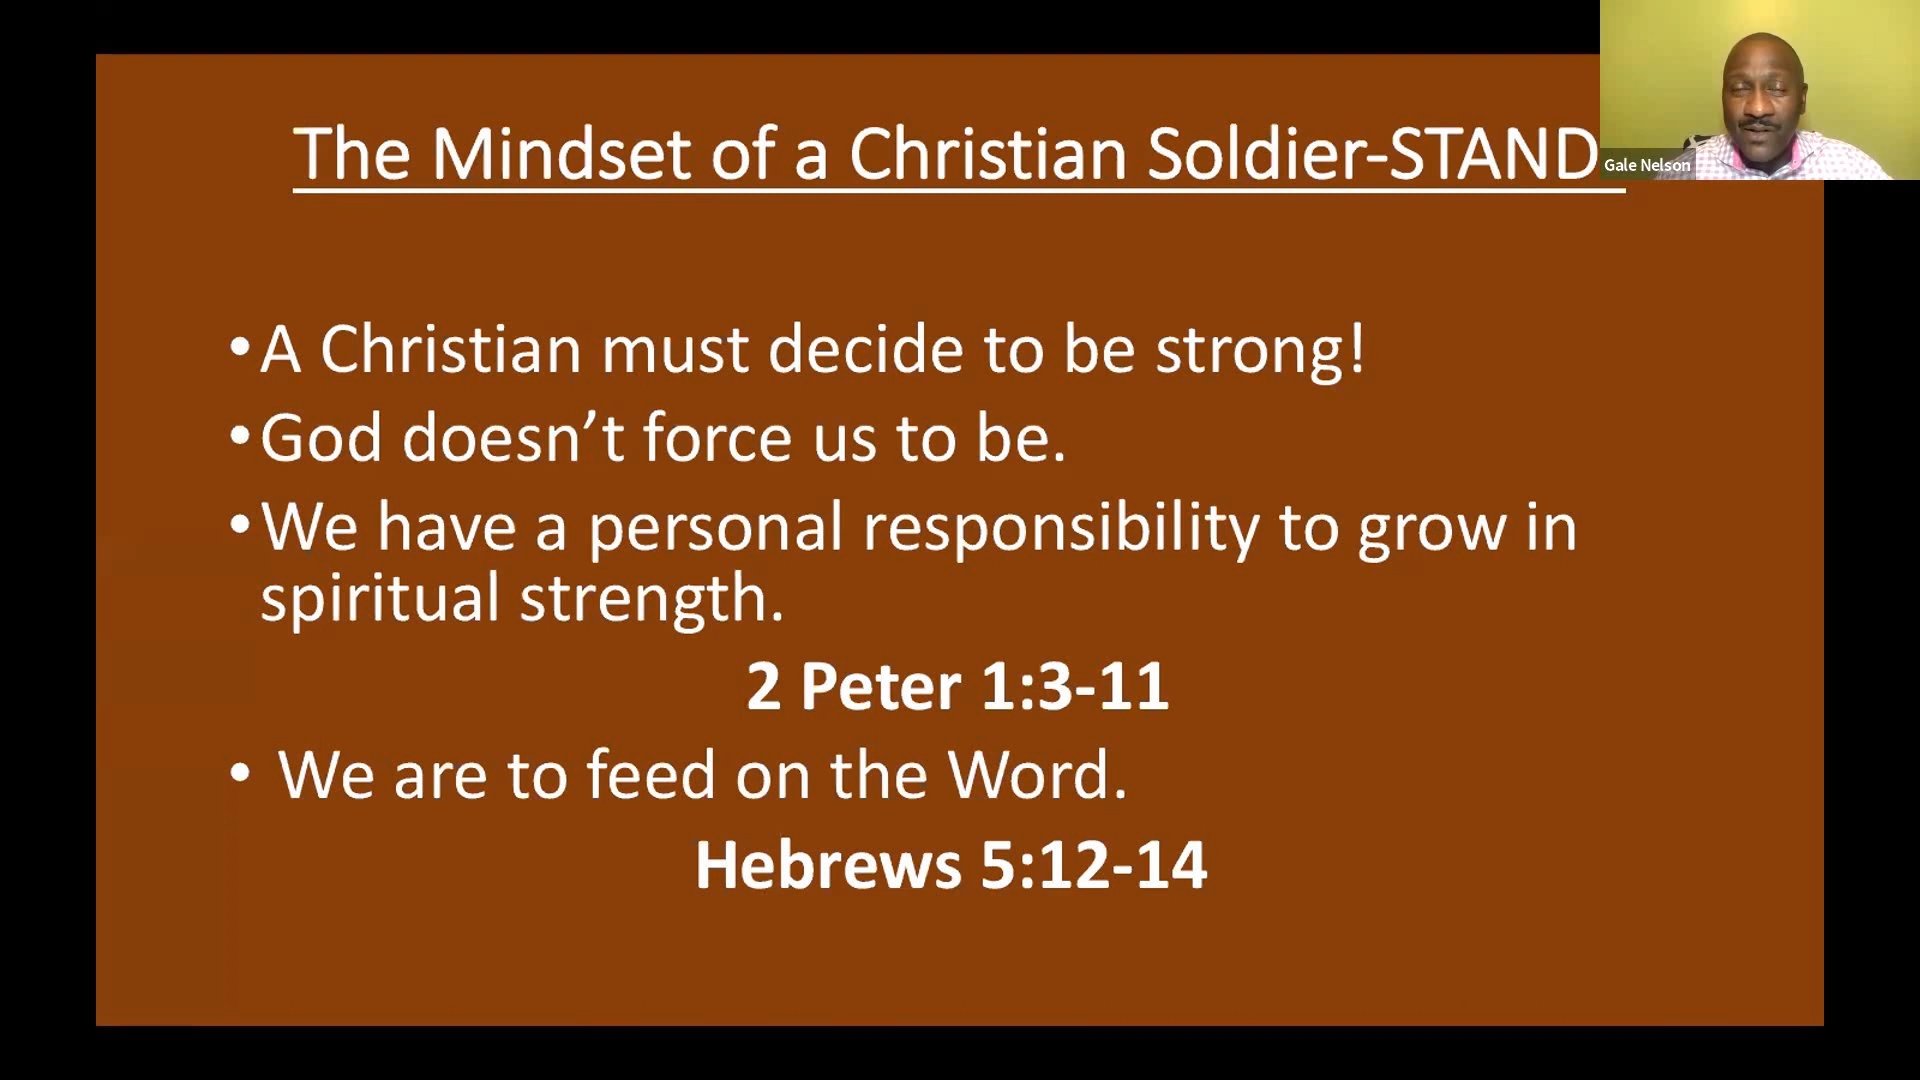 The Mindset of a Christian Soldier-STAND
Gale Nelson
•A Christian must decide to be strong!
•God doesn’t force us to be.
•We have a personal responsibility to grow in
spiritual strength.
2 Peter 1:3-11
• We are to feed on the Word.
Hebrews 5:12-14